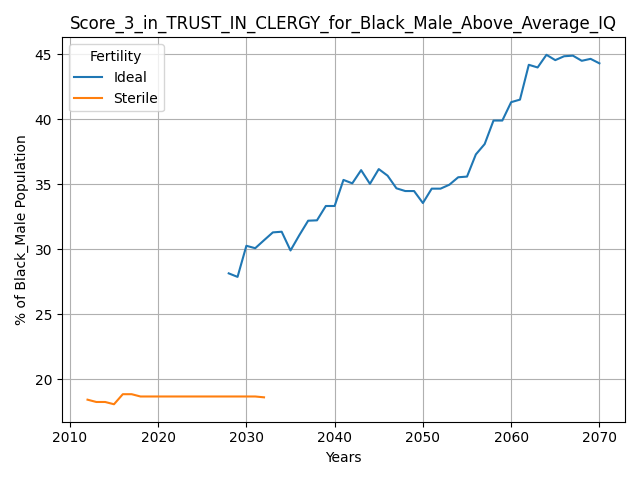 Score_3_in_TRUST_IN_CLERGY_for_Black_Male_Above_Average_IQ
Fertility
Ideal
Sterile
% of Black_Male Population
45
40
35
30
25
20
2010 2020 2030 2040 2050 2060 2070
Years